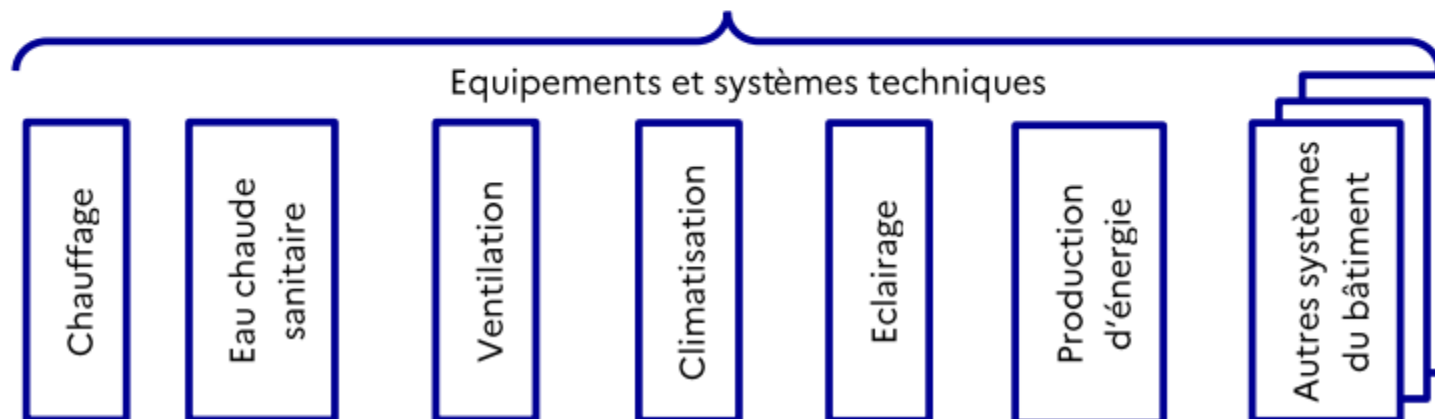 Equipements et systèmes techniques
Chauffage
Eau chaude
sanitaire
Ventilation
Climatisation
Eclairage
Production
d'énergie
Autres systèmes
du bâtiment